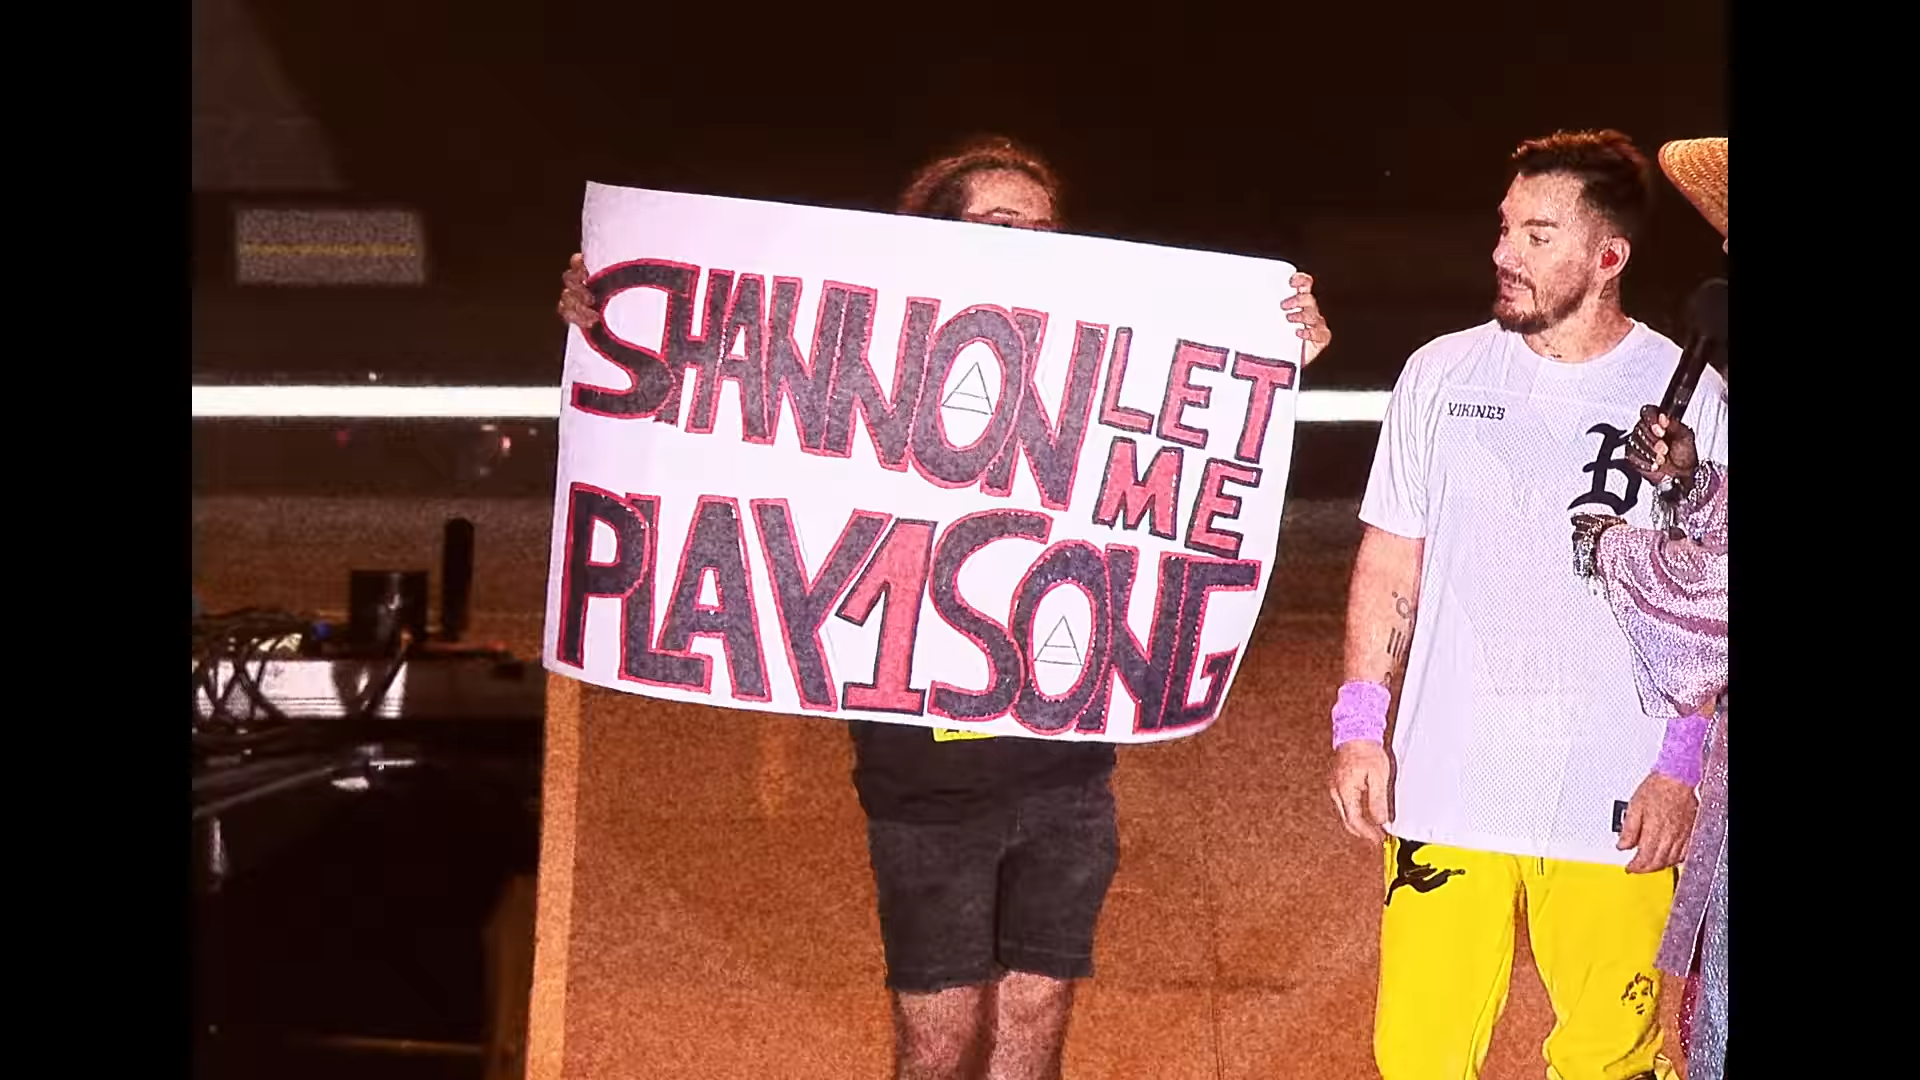 SHANNON LET
ME
PLAY 1 SONG
VIKINGS
B